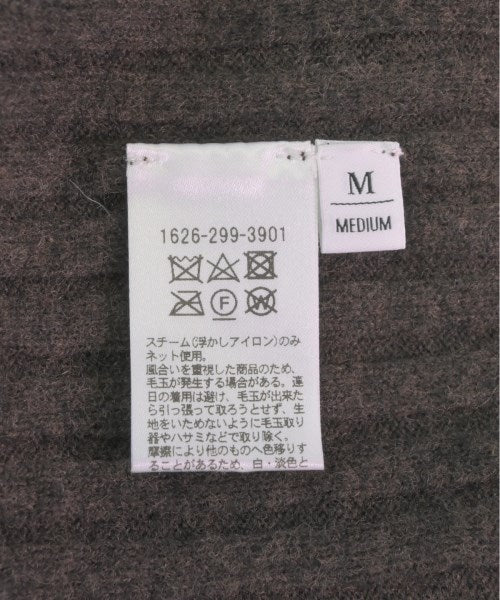 1626-299-3901
F
W
スチーム(浮かしアイロン)のみ
ネット使用。
風合いを重視した商品のため、
毛玉が発生する場合がある。連
日の着用は避け、毛玉が出来た
ら引っ張って取ろうとせず、生
地をいためないように毛玉取り
器やハサミなどで取り除く。
摩擦により他のものへ色移りす
ることがあるため、白・淡色と
M
MEDIUM